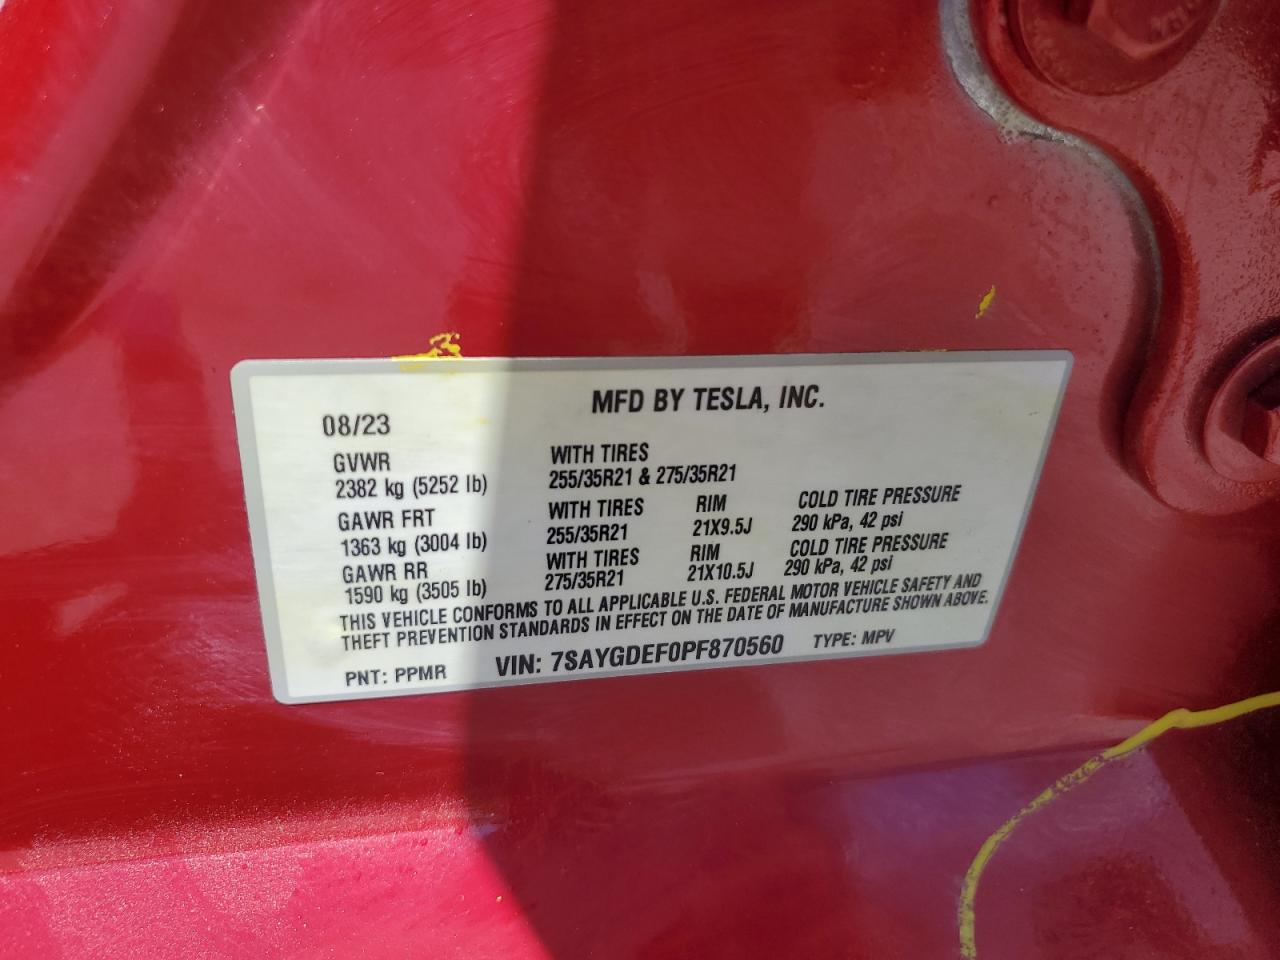 MFD BY TESLA, INC.
08/23
GVWR WITH TIRES
2382 kg (5252 lb) 255/35R21 & 275/35R21
GAWR FRT WITH TIRES RIM COLD TIRE PRESSURE
1363 kg (3004 lb) 255/35R21 21X9.5J 290 kPa, 42 psi
GAWR RR WITH TIRES RIM COLD TIRE PRESSURE
1590 kg (3505 lb) 275/35R21 21X10.5J 290 kPa, 42 psi
THIS VEHICLE CONFORMS TO ALL APPLICABLE U.S. FEDERAL MOTOR VEHICLE SAFETY AND
THEFT PREVENTION STANDARDS IN EFFECT ON THE DATE OF MANUFACTURE SHOWN ABOVE.
PNT: PPMR VIN: 7SAYGDEF0PF870560 TYPE: MPV